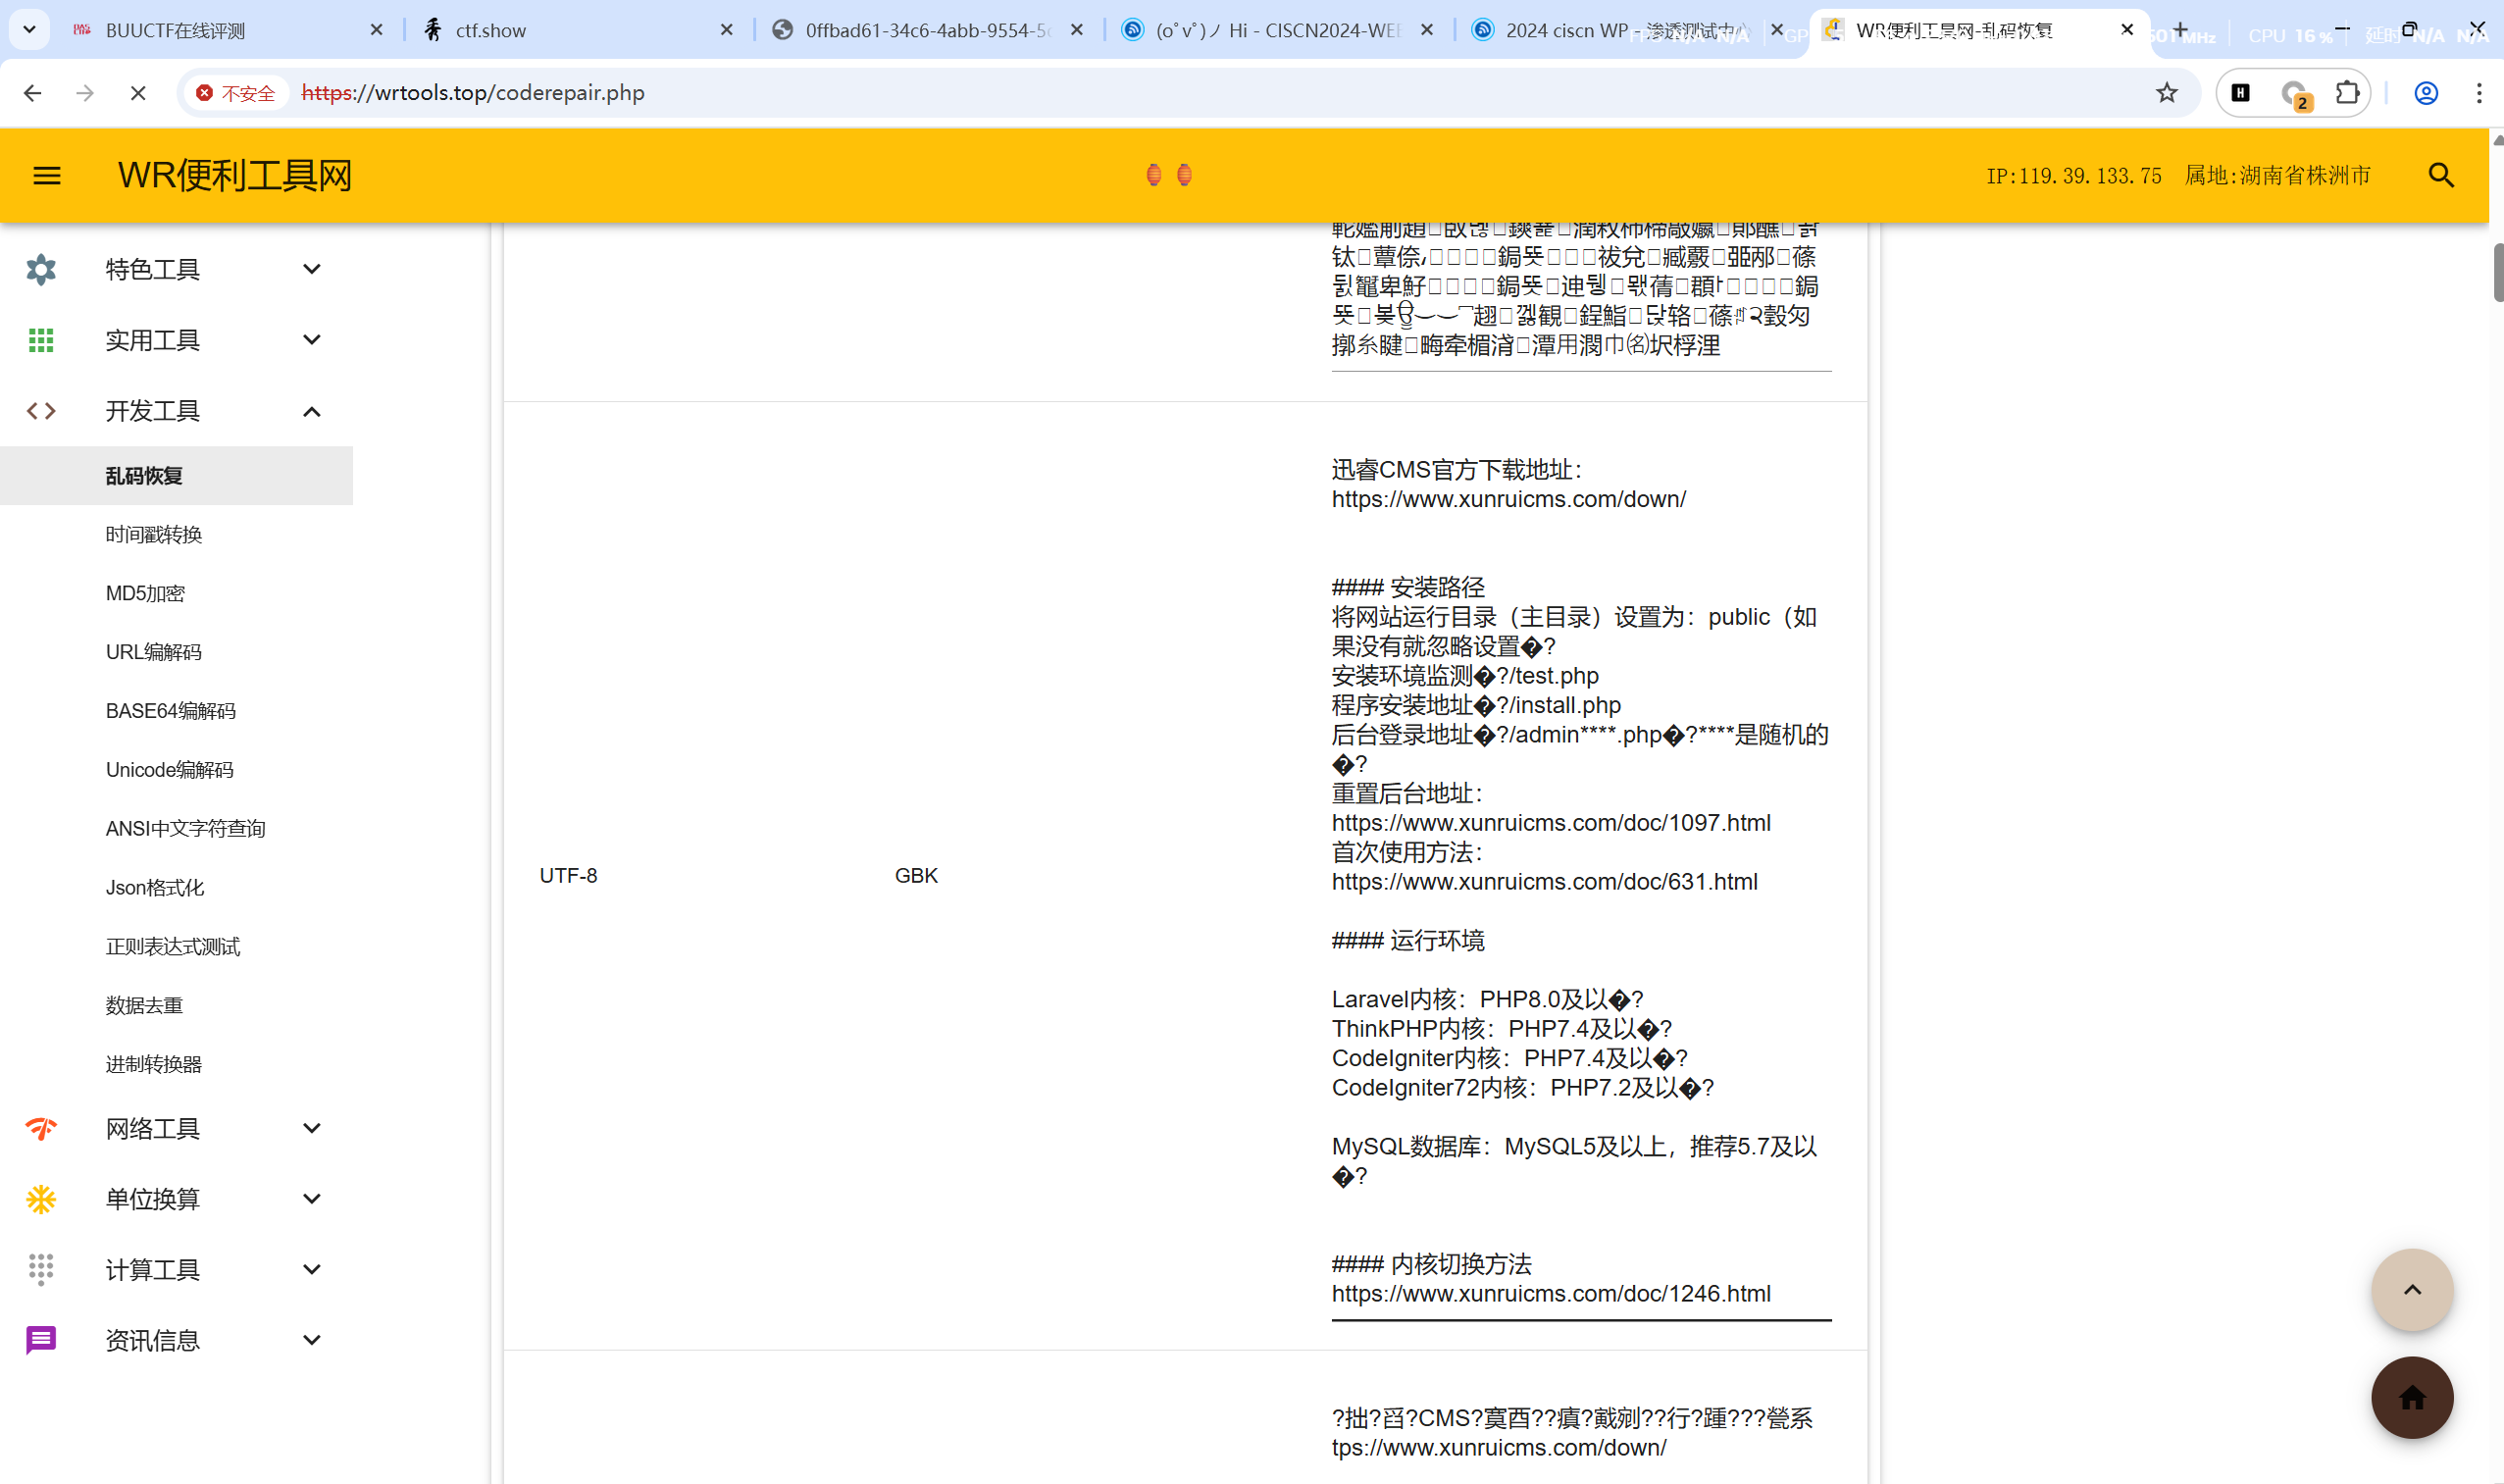 BUUCTF在线评测
ctf.show
0ffbad61-34c6-4abb-9554-5c
(oﾟvﾟ)ノ Hi - CISCN2024-WEB
2024 ciscn WP - 渗透测试中心
WR便利工具网-乱码恢复
CPU 16 % 延时 N/A N/A
不安全 https://wrtools.top/coderepair.php
2
WR便利工具网
IP:119.39.133.75 属地:湖南省株洲市
特色工具
实用工具
开发工具
乱码恢复
时间戳转换
MD5加密
URL编解码
BASE64编解码
Unicode编解码
ANSI中文字符查询
Json格式化
正则表达式测试
数据去重
进制转换器
网络工具
单位换算
计算工具
资讯信息
UTF-8
GBK
迅睿CMS官方下载地址：
https://www.xunruicms.com/down/
#### 安装路径
将网站运行目录（主目录）设置为：public（如
果没有就忽略设置�?
安装环境监测�?/test.php
程序安装地址�?/install.php
后台登录地址�?/admin****.php�?****是随机的
�?
重置后台地址：
https://www.xunruicms.com/doc/1097.html
首次使用方法：
https://www.xunruicms.com/doc/631.html
#### 运行环境
Laravel内核：PHP8.0及以�?
ThinkPHP内核：PHP7.4及以�?
CodeIgniter内核：PHP7.4及以�?
CodeIgniter72内核：PHP7.2及以�?
MySQL数据库：MySQL5及以上，推荐5.7及以
�?
#### 内核切换方法
https://www.xunruicms.com/doc/1246.html
tps://www.xunruicms.com/down/